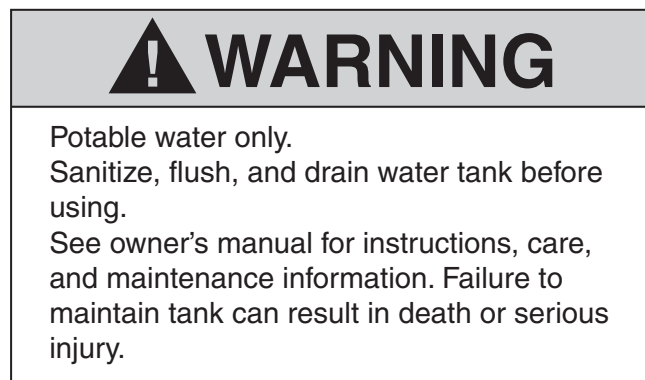 WARNING
Potable water only.
Sanitize, flush, and drain water tank before
using.
See owner’s manual for instructions, care,
and maintenance information. Failure to
maintain tank can result in death or serious
injury.